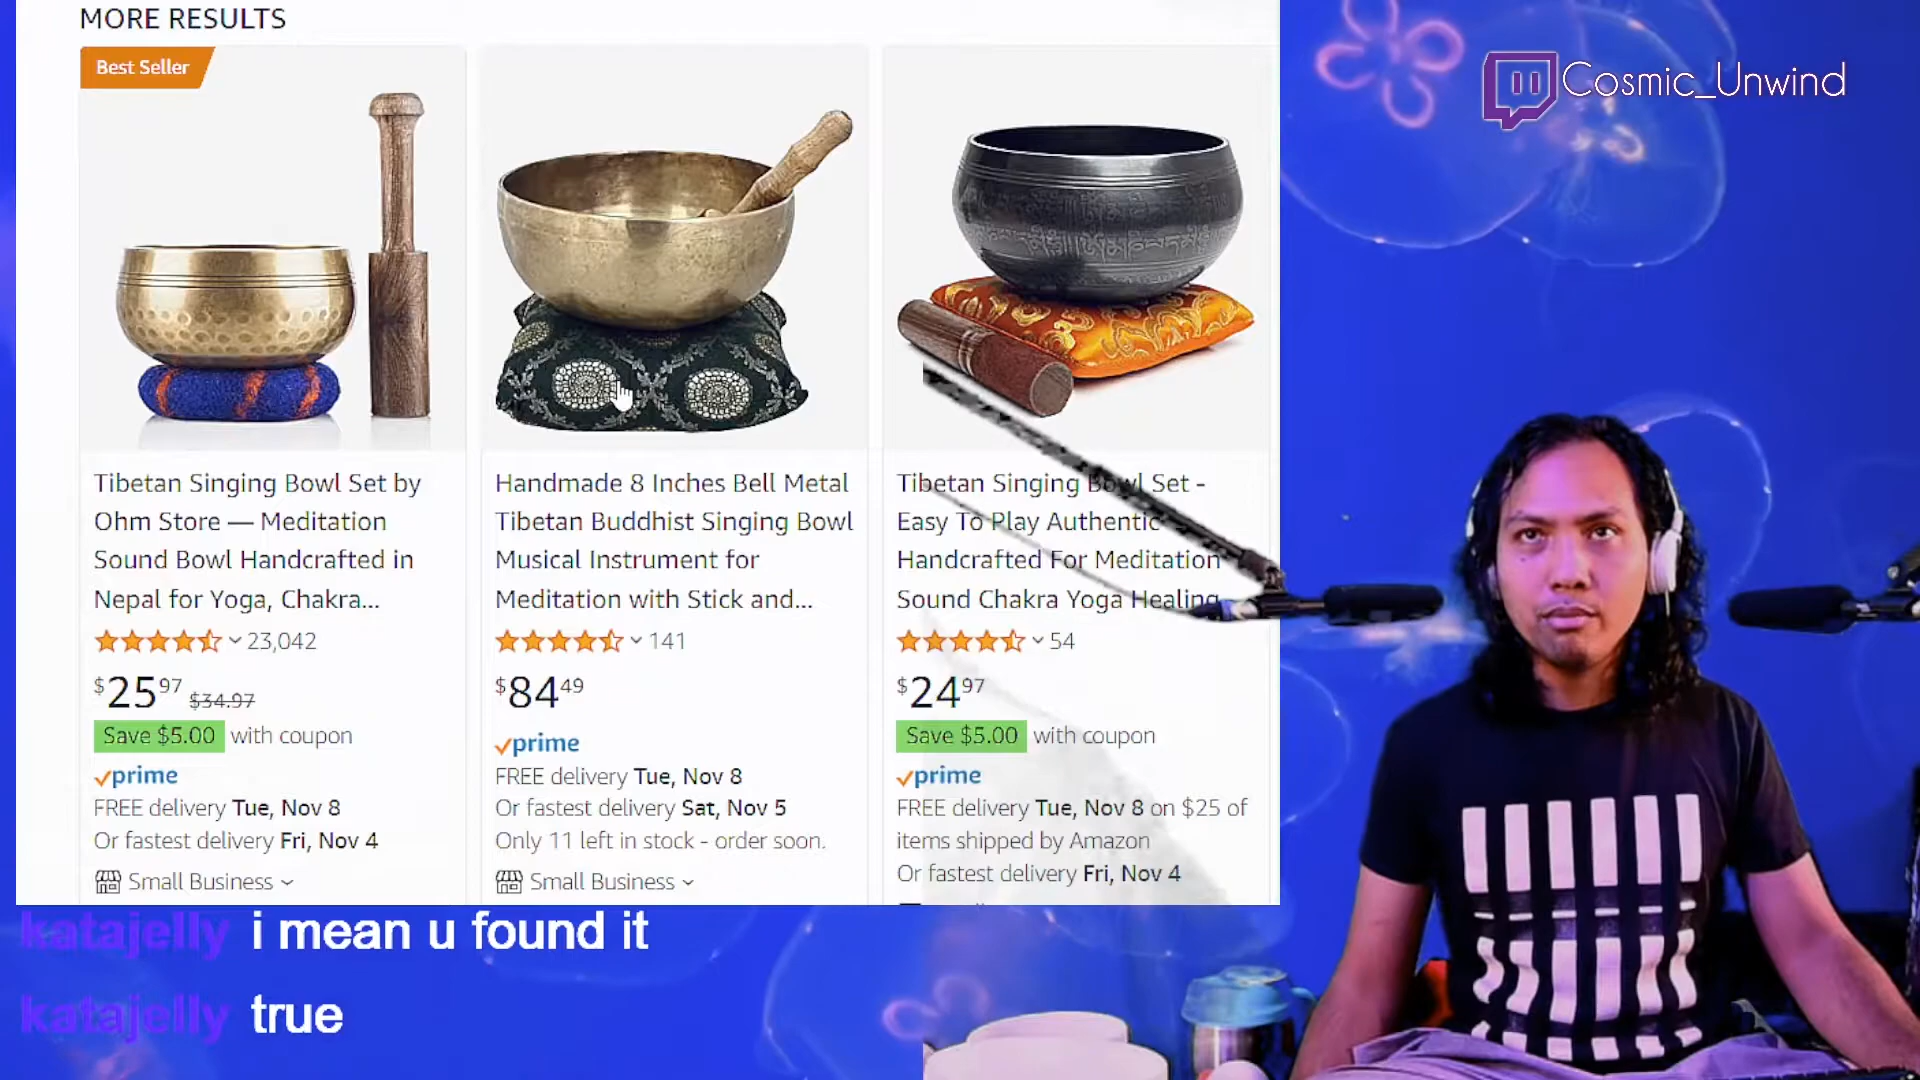 MORE RESULTS
Best Seller
Cosmic_Unwind
Tibetan Singing Bowl Set by
Ohm Store — Meditation
Sound Bowl Handcrafted in
Nepal for Yoga, Chakra...
23,042
$25.97 $34.97
Save $5.00 with coupon
prime
FREE delivery Tue, Nov 8
Or fastest delivery Fri, Nov 4
Small Business
Handmade 8 Inches Bell Metal
Tibetan Buddhist Singing Bowl
Musical Instrument for
Meditation with Stick and...
141
$84.49
prime
FREE delivery Tue, Nov 8
Or fastest delivery Sat, Nov 5
Only 11 left in stock - order soon.
Small Business
Tibetan Singing Bowl Set -
Easy To Play Authentic
Handcrafted For Meditation
Sound Chakra Yoga Healing
54
$24.97
Save $5.00 with coupon
prime
FREE delivery Tue, Nov 8 on $25 of
items shipped by Amazon
Or fastest delivery Fri, Nov 4
katajelly i mean u found it
katajelly true